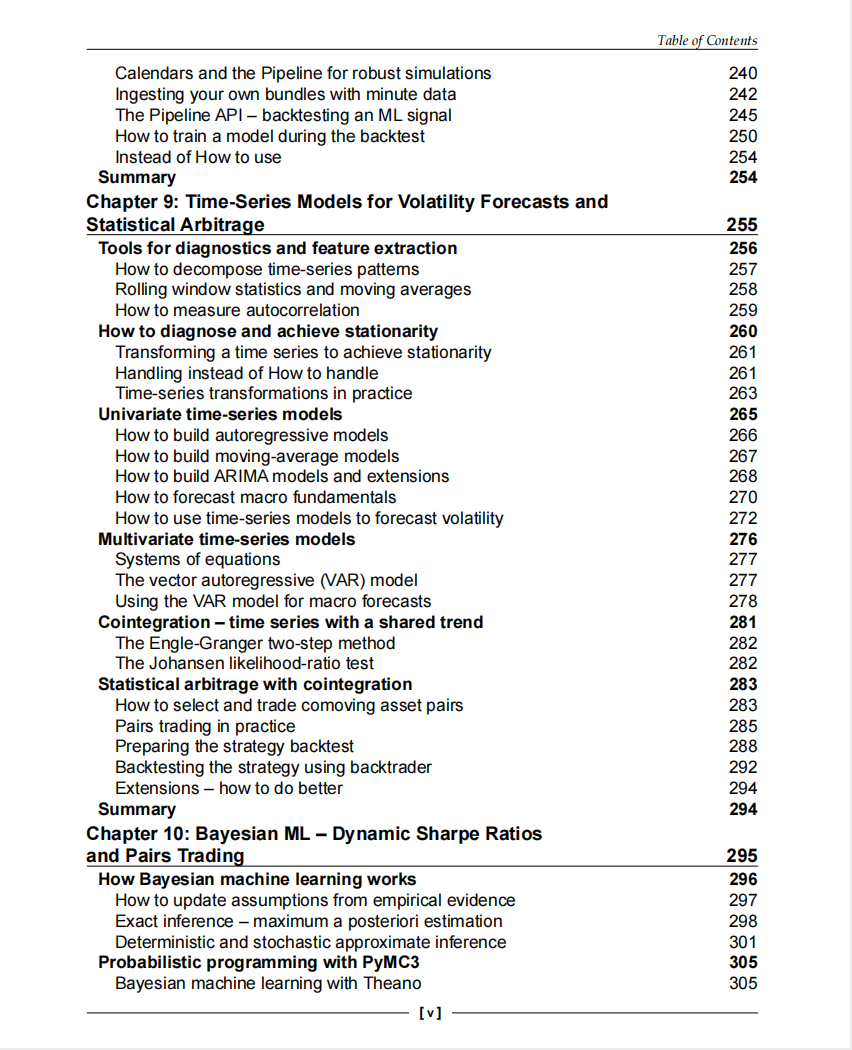 Table of Contents
Calendars and the Pipeline for robust simulations 240
Ingesting your own bundles with minute data 242
The Pipeline API – backtesting an ML signal 245
How to train a model during the backtest 250
Instead of How to use 254
Summary 254
Chapter 9: Time-Series Models for Volatility Forecasts and
Statistical Arbitrage 255
Tools for diagnostics and feature extraction 256
How to decompose time-series patterns 257
Rolling window statistics and moving averages 258
How to measure autocorrelation 259
How to diagnose and achieve stationarity 260
Transforming a time series to achieve stationarity 261
Handling instead of How to handle 261
Time-series transformations in practice 263
Univariate time-series models 265
How to build autoregressive models 266
How to build moving-average models 267
How to build ARIMA models and extensions 268
How to forecast macro fundamentals 270
How to use time-series models to forecast volatility 272
Multivariate time-series models 276
Systems of equations 277
The vector autoregressive (VAR) model 277
Using the VAR model for macro forecasts 278
Cointegration – time series with a shared trend 281
The Engle-Granger two-step method 282
The Johansen likelihood-ratio test 282
Statistical arbitrage with cointegration 283
How to select and trade comoving asset pairs 283
Pairs trading in practice 285
Preparing the strategy backtest 288
Backtesting the strategy using backtrader 292
Extensions – how to do better 294
Summary 294
Chapter 10: Bayesian ML – Dynamic Sharpe Ratios
and Pairs Trading 295
How Bayesian machine learning works 296
How to update assumptions from empirical evidence 297
Exact inference – maximum a posteriori estimation 298
Deterministic and stochastic approximate inference 301
Probabilistic programming with PyMC3 305
Bayesian machine learning with Theano 305
[ v ]